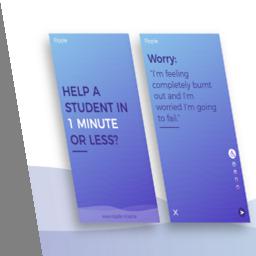 Ripple
HELP A
STUDENT IN
1 MINUTE
OR LESS?
Ripple
Worry:
"I'm feeling
completely burnt
out and I'm
worried I'm going
to fail."
X